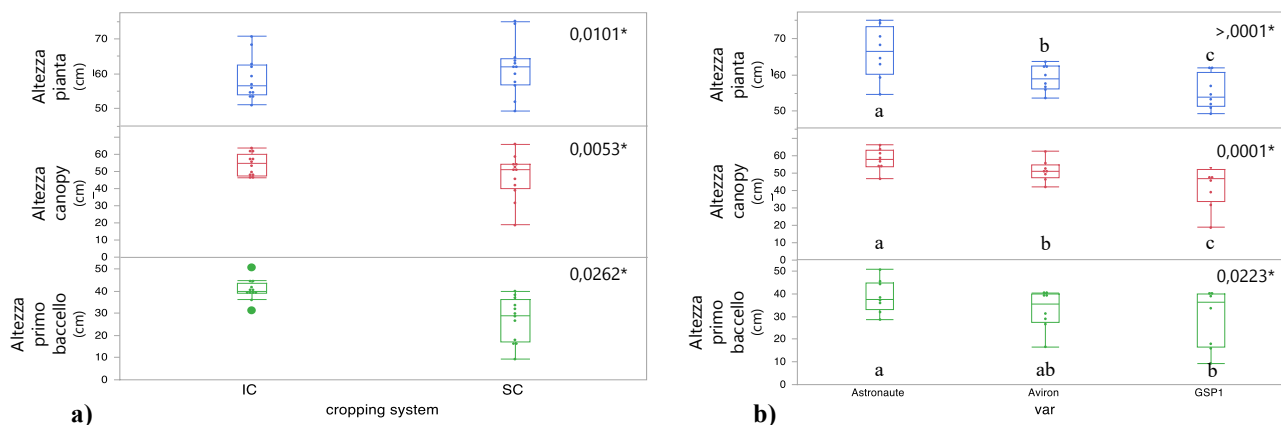 Altezza
pianta
(cm)
70
60
50
0,0101*
Altezza
canopy
(cm)
60
50
40
30
20
10
0
0,0053*
Altezza
primo
baccello
(cm)
50
40
30
20
10
0
0,0262*
IC
SC
cropping system
a)
Altezza
pianta
(cm)
70
60
50
>,0001*
a
b
c
Altezza
canopy
(cm)
60
50
40
30
20
10
0
0,0001*
a
b
c
Altezza
primo
baccello
(cm)
50
40
30
20
10
0
0,0223*
a
ab
b
Astronaute
Aviron
GSP1
var
b)